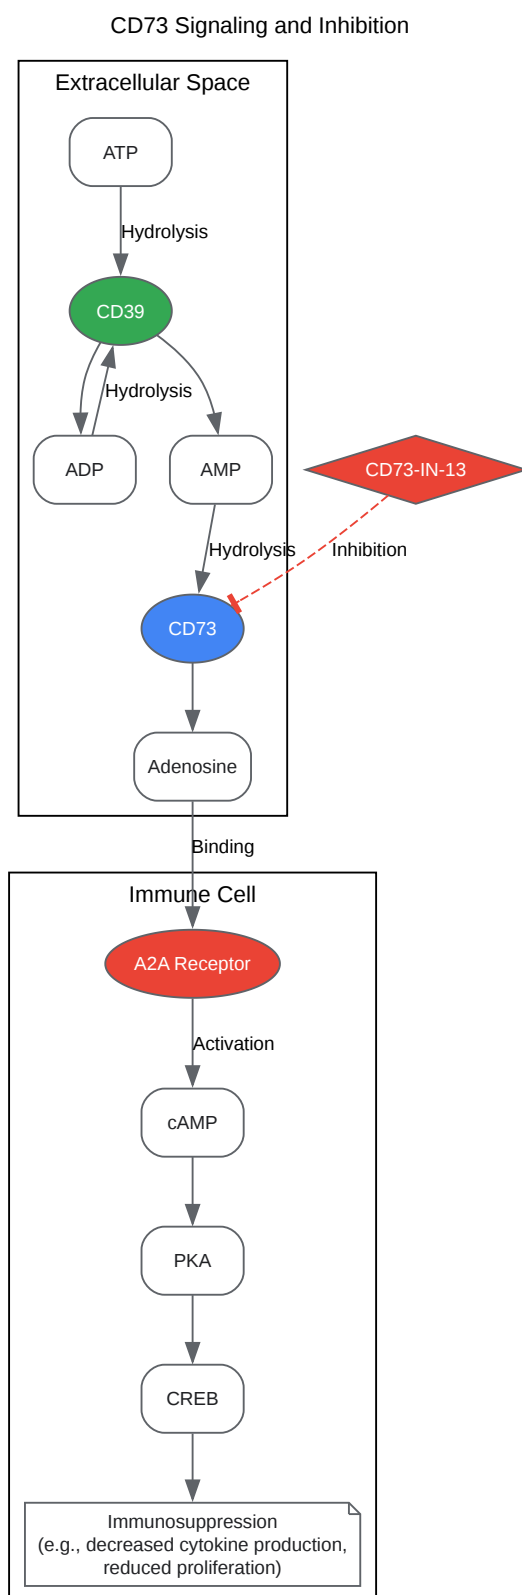 CD73 Signaling and Inhibition
Extracellular Space
ATP
Hydrolysis
CD39
Hydrolysis
ADP
AMP
CD73-IN-13
Hydrolysis
Inhibition
CD73
Adenosine
Binding
Immune Cell
A2A Receptor
Activation
cAMP
PKA
CREB
Immunosuppression
(e.g., decreased cytokine production,
reduced proliferation)